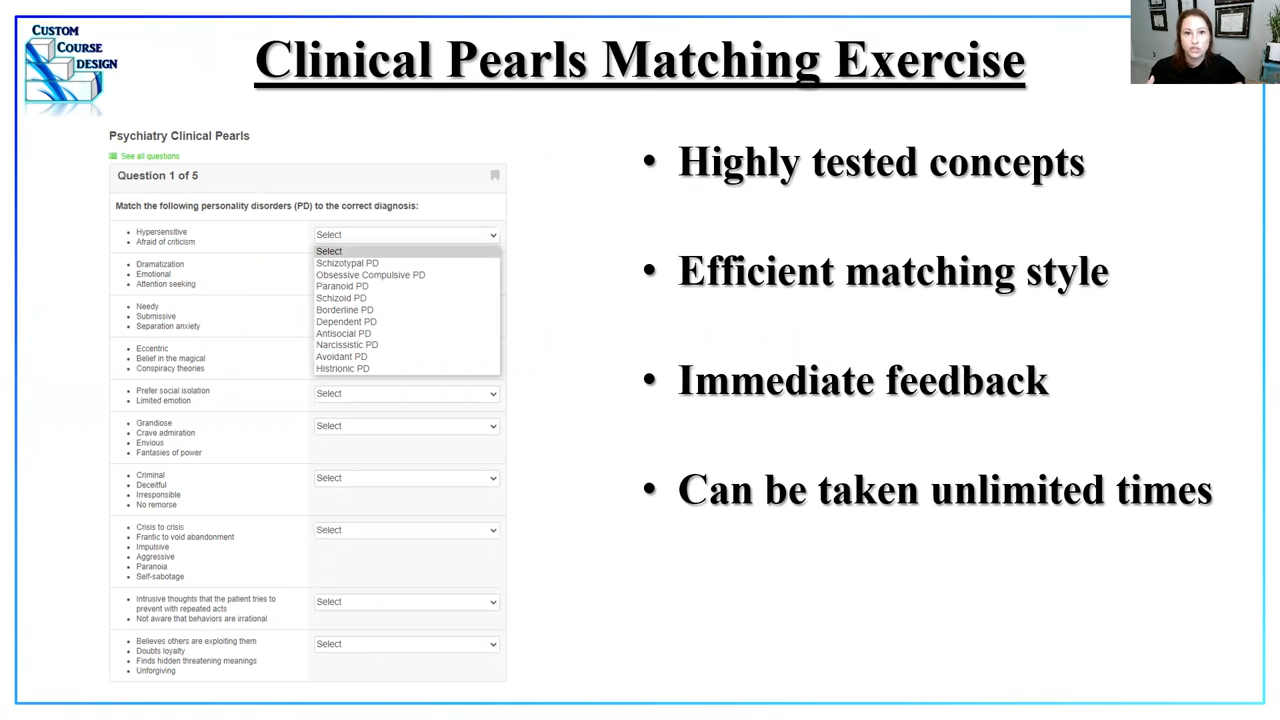 CUSTOM
COURSE
DESIGN
Clinical Pearls Matching Exercise
Psychiatry Clinical Pearls
See all questions
Question 1 of 5
Match the following personality disorders (PD) to the correct diagnosis:
• Hypersensitive
• Afraid of criticism
Select
Select
Schizotypal PD
Obsessive Compulsive PD
Paranoid PD
Schizoid PD
Borderline PD
Dependent PD
Antisocial PD
Narcissistic PD
Avoidant PD
Histrionic PD
• Dramatization
• Emotional
• Attention seeking
• Needy
• Submissive
• Separation anxiety
• Eccentric
• Belief in the magical
• Conspiracy theories
• Prefer social isolation
• Limited emotion
Select
• Grandiose
• Crave admiration
• Envious
• Fantasies of power
Select
• Criminal
• Deceitful
• Irresponsible
• No remorse
Select
• Crisis to crisis
• Frantic to void abandonment
• Impulsive
• Aggressive
• Paranoia
• Self-sabotage
Select
• Intrusive thoughts that the patient tries to
prevent with repeated acts
• Not aware that behaviors are irrational
Select
• Believes others are exploiting them
• Doubts loyalty
• Finds hidden threatening meanings
• Unforgiving
Select
• Highly tested concepts
• Efficient matching style
• Immediate feedback
• Can be taken unlimited times